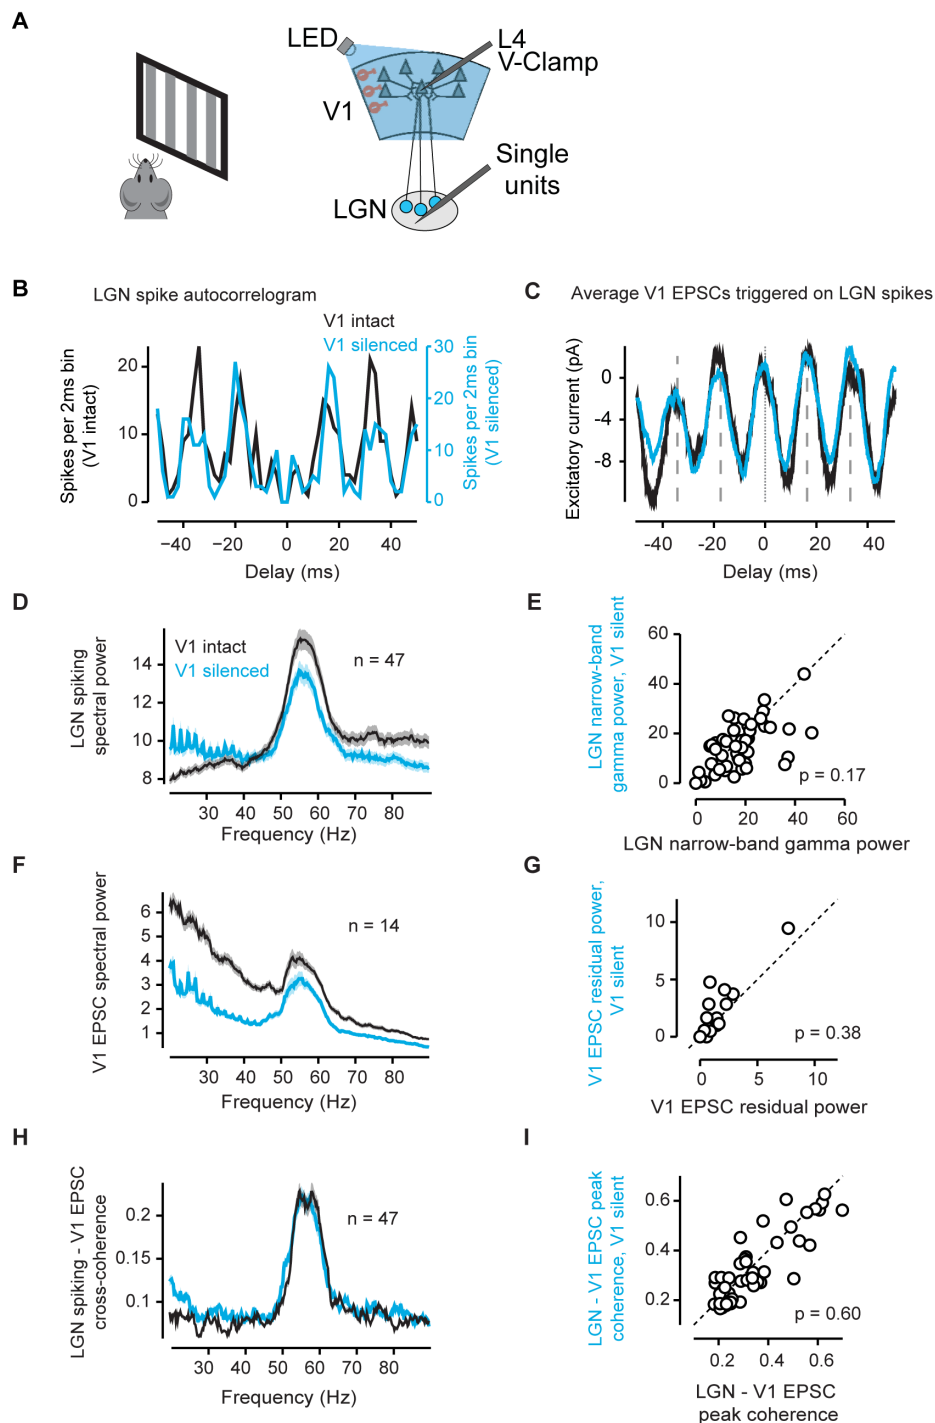 A
LED
L4
V-Clamp
V1
Single
units
LGN
B
LGN spike autocorrelogram
V1 intact
V1 silenced
Spikes per 2ms bin
(V1 intact)
20
10
0
30
20
10
0
Spikes per 2ms bin
(V1 silenced)
−40 −20 0 20 40
Delay (ms)
C
Average V1 EPSCs triggered on LGN spikes
Excitatory current (pA)
0
-4
-8
-40 -20 0 20 40
Delay (ms)
D
V1 intact
V1 silenced
n = 47
LGN spiking
spectral power
14
12
10
8
30 40 50 60 70 80
Frequency (Hz)
E
LGN narrow-band
gamma power, V1 silent
60
40
20
0
p = 0.17
0 20 40 60
LGN narrow-band gamma power
F
V1 EPSC spectral power
6
5
4
3
2
1
n = 14
30 40 50 60 70 80
Frequency (Hz)
G
V1 EPSC residual power,
V1 silent
10
5
0
p = 0.38
0 5 10
V1 EPSC residual power
H
LGN spiking - V1 EPSC
cross-coherence
0.2
0.15
0.1
n = 47
30 40 50 60 70 80
Frequency (Hz)
I
LGN - V1 EPSC peak
coherence, V1 silent
0.6
0.4
0.2
p = 0.60
0.2 0.4 0.6
LGN - V1 EPSC
peak coherence